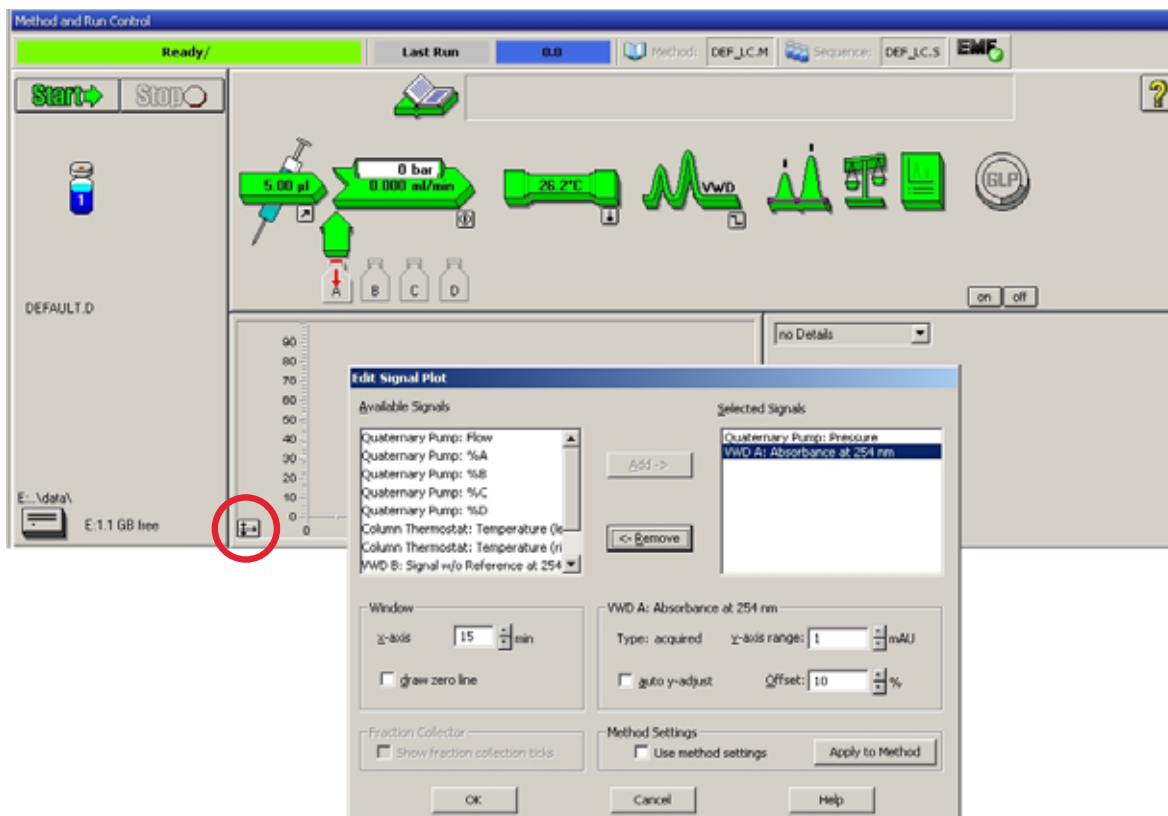 Method and Run Control
Ready/ Last Run 0.0 Method: DEF_LC.M Sequence: DEF_LC.S EMF
Start Stop ?
0 bar
5.00 µl 0.000 ml/min 26.2°C VWD GLP
1
A B C D
on off
DEFAULT.D
no Details
90
80
70
60
50
40
30
20
10
0
0
E:..\data\
E:1.1 GB free
Edit Signal Plot
Available Signals
Quaternary Pump: Flow
Quaternary Pump: %A
Quaternary Pump: %B
Quaternary Pump: %C
Quaternary Pump: %D
Column Thermostat: Temperature (le
Column Thermostat: Temperature (ri
VWD B: Signal w/o Reference at 254
Add ->
<- Remove
Selected Signals
Quaternary Pump: Pressure
VWD A: Absorbance at 254 nm
Window
x-axis 15 min
draw zero line
VWD A: Absorbance at 254 nm
Type: acquired y-axis range: 1 mAU
auto y-adjust Offset: 10 %
Fraction Collector
Show fraction collection ticks
Method Settings
Use method settings Apply to Method
OK Cancel Help